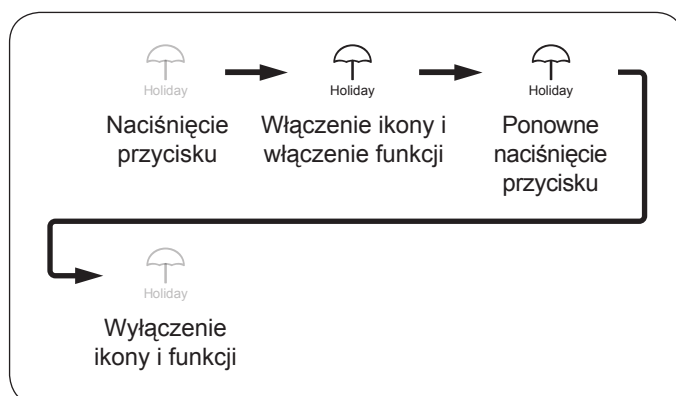 Holiday
Naciśnięcie
przycisku
Holiday
Włączenie ikony i
włączenie funkcji
Holiday
Ponowne
naciśnięcie
przycisku
Holiday
Wyłączenie
ikony i funkcji